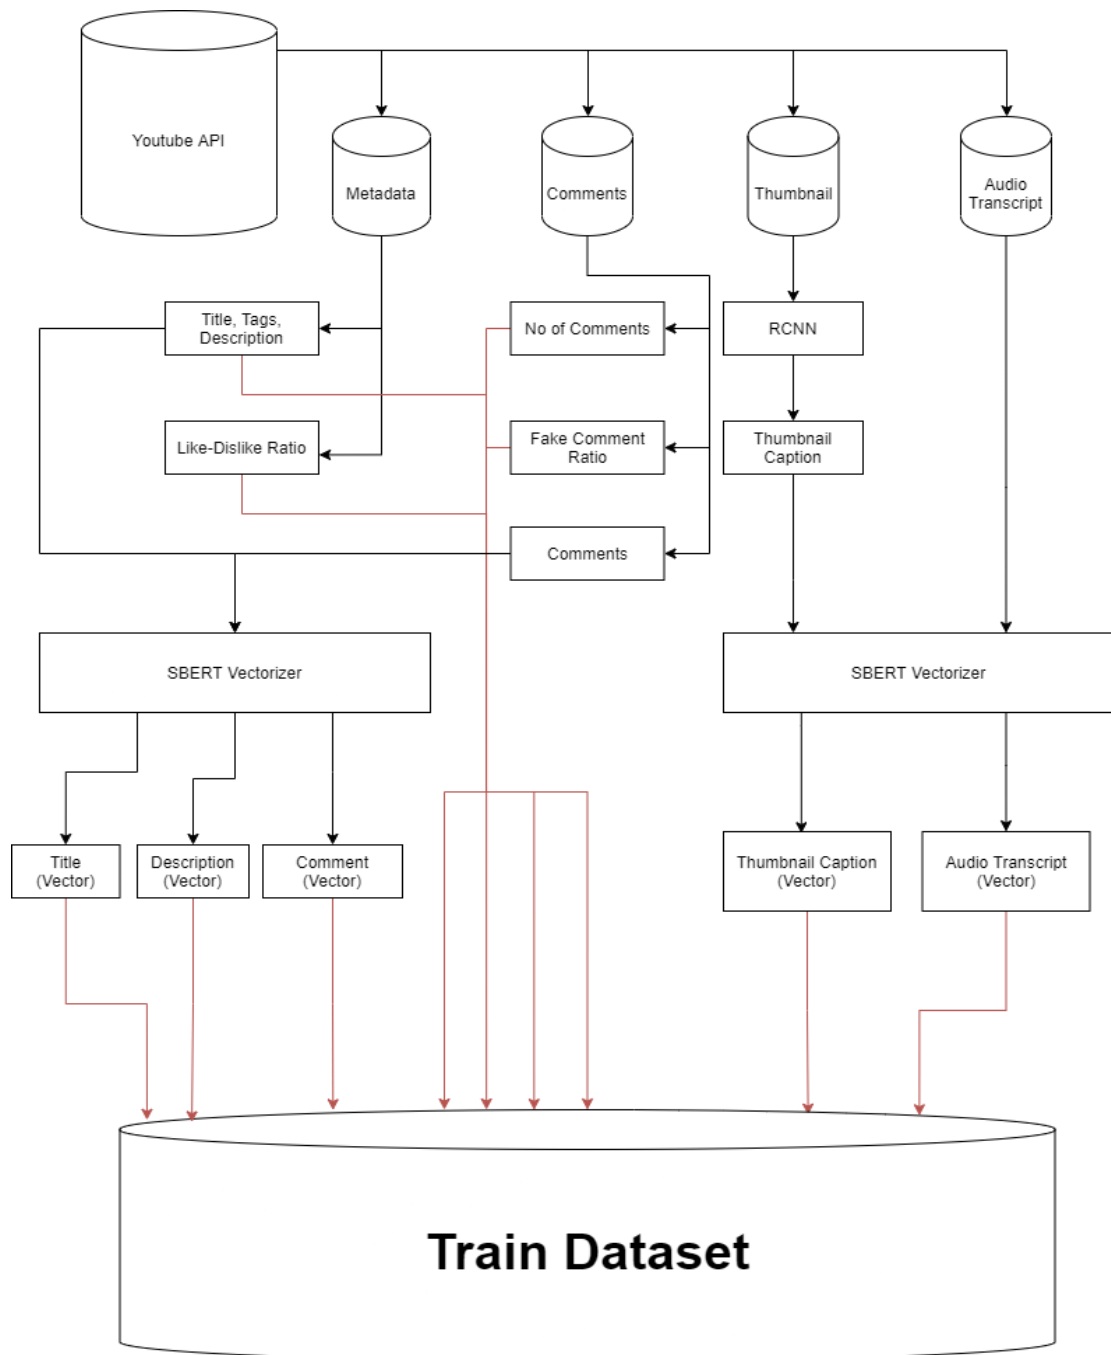 Youtube API
Metadata
Comments
Thumbnail
Audio
Transcript
Title, Tags,
Description
No of Comments
RCNN
Like-Dislike Ratio
Fake Comment
Ratio
Thumbnail
Caption
Comments
SBERT Vectorizer
SBERT Vectorizer
Title
(Vector)
Description
(Vector)
Comment
(Vector)
Thumbnail Caption
(Vector)
Audio Transcript
(Vector)
Train Dataset